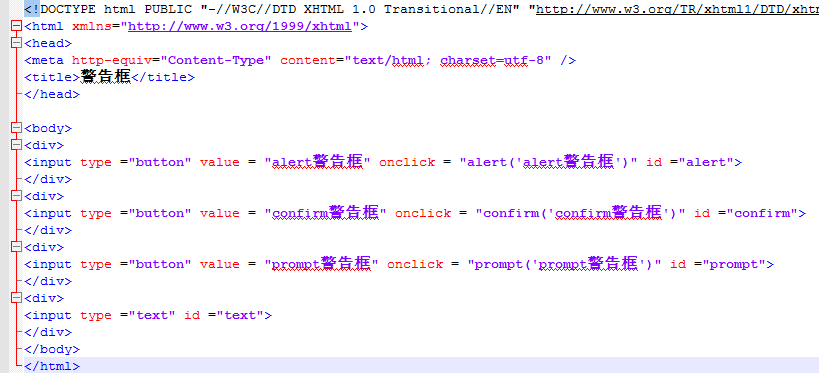 <!DOCTYPE html PUBLIC "-//W3C//DTD XHTML 1.0 Transitional//EN" "http://www.w3.org/TR/xhtml1/DTD/xht
<html xmlns="http://www.w3.org/1999/xhtml">
<head>
<meta http-equiv="Content-Type" content="text/html; charset=utf-8" />
<title>警告框</title>
</head>
<body>
<div>
<input type ="button" value = "alert警告框" onclick = "alert('alert警告框')" id ="alert">
</div>
<div>
<input type ="button" value = "confirm警告框" onclick = "confirm('confirm警告框')" id ="confirm">
</div>
<div>
<input type ="button" value = "prompt警告框" onclick = "prompt('prompt警告框')" id ="prompt">
</div>
<div>
<input type ="text" id ="text">
</div>
</body>
</html>